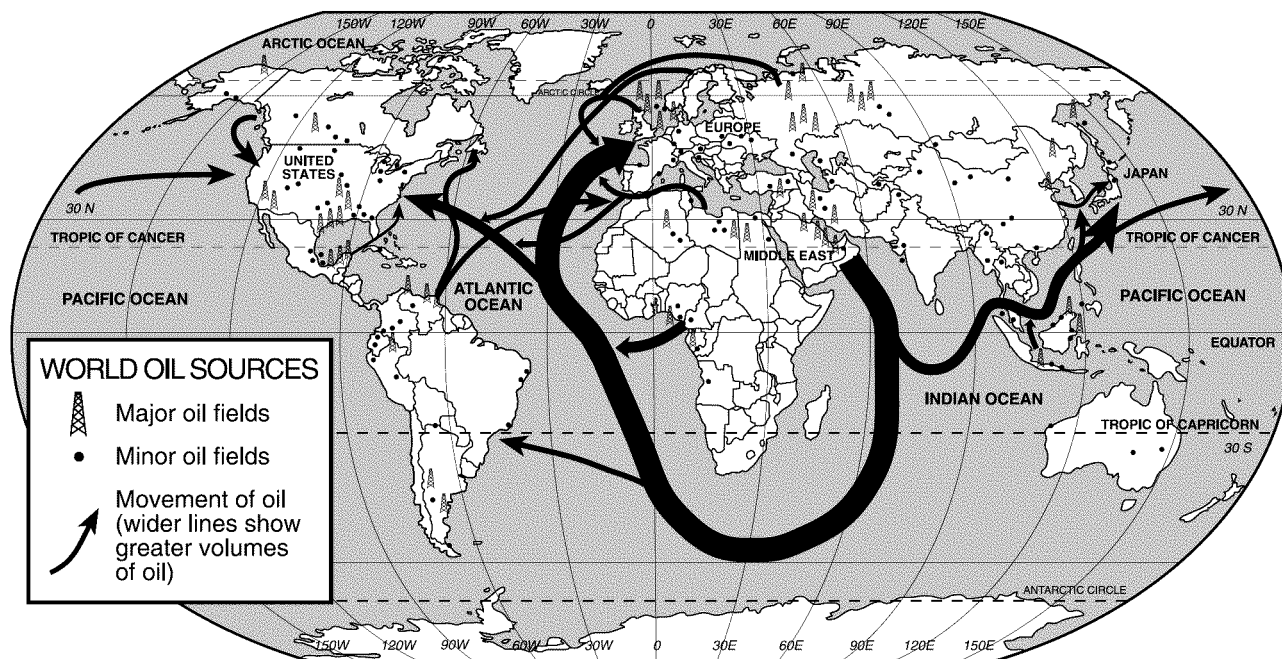 150W 120W 90W 60W 30W 0 30E 60E 90E 120E 150E
ARCTIC OCEAN
ARCTIC CIRCLE
EUROPE
UNITED
STATES
JAPAN
30 N
30 N
TROPIC OF CANCER
TROPIC OF CANCER
MIDDLE EAST
PACIFIC OCEAN
ATLANTIC
OCEAN
PACIFIC OCEAN
EQUATOR
INDIAN OCEAN
TROPIC OF CAPRICORN
30 S
WORLD OIL SOURCES
Major oil fields
Minor oil fields
Movement of oil
(wider lines show
greater volumes
of oil)
ANTARCTIC CIRCLE
150W 120W 90W 60W 30W 0 30E 60E 90E 120E 150E